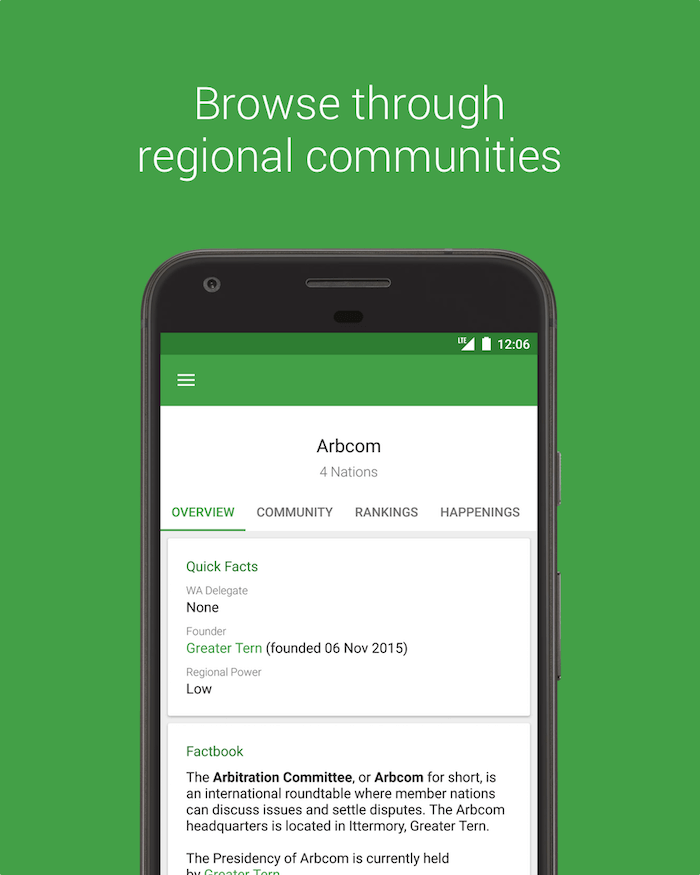 Browse through
regional communities
LTE 12:06
Arbcom
4 Nations
OVERVIEW COMMUNITY RANKINGS HAPPENINGS
Quick Facts
WA Delegate
None
Founder
Greater Tern (founded 06 Nov 2015)
Regional Power
Low
Factbook
The Arbitration Committee, or Arbcom for short, is
an international roundtable where member nations
can discuss issues and settle disputes. The Arbcom
headquarters is located in Ittermory, Greater Tern.
The Presidency of Arbcom is currently held
by Greater Tern